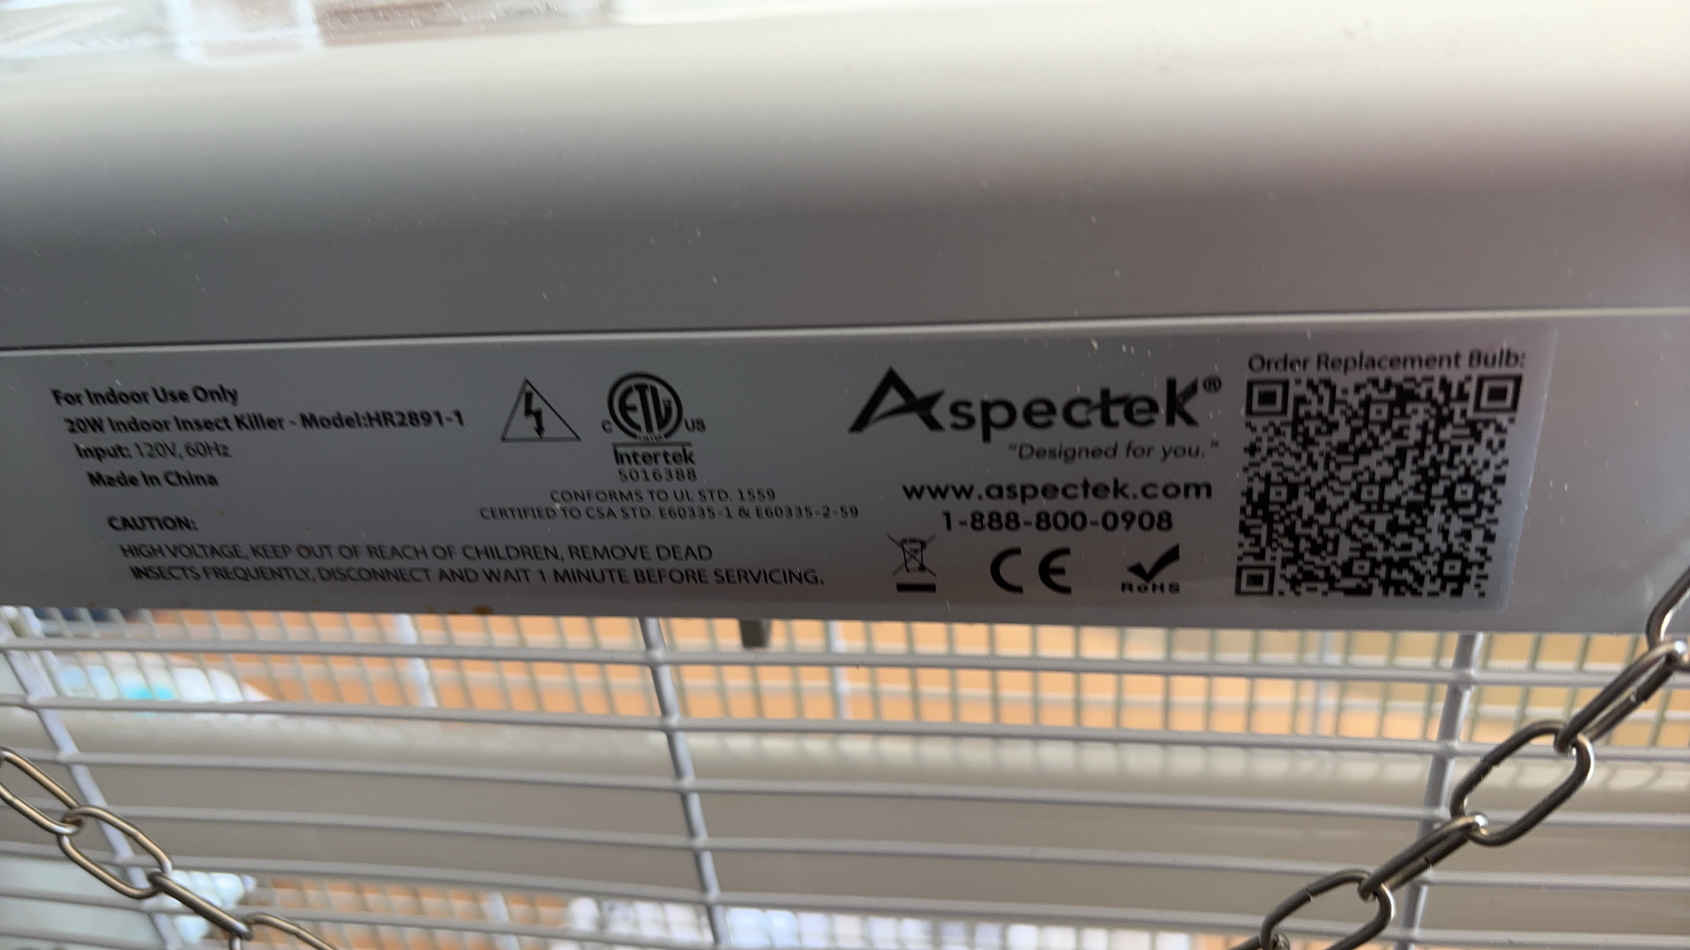 For Indoor Use Only
20W Indoor Insect Killer - Model:HR2891-1
Input: 120V, 60Hz
Made In China
CAUTION:
HIGH VOLTAGE, KEEP OUT OF REACH OF CHILDREN, REMOVE DEAD
INSECTS FREQUENTLY, DISCONNECT AND WAIT 1 MINUTE BEFORE SERVICING.
ETL
C US
Intertek
5016388
CONFORMS TO UL STD. 1559
CERTIFIED TO CSA STD. E60335-1 & E60335-2-59
Aspectek®
"Designed for you."
www.aspectek.com
1-888-800-0908
CE
RoHS
Order Replacement Bulb: